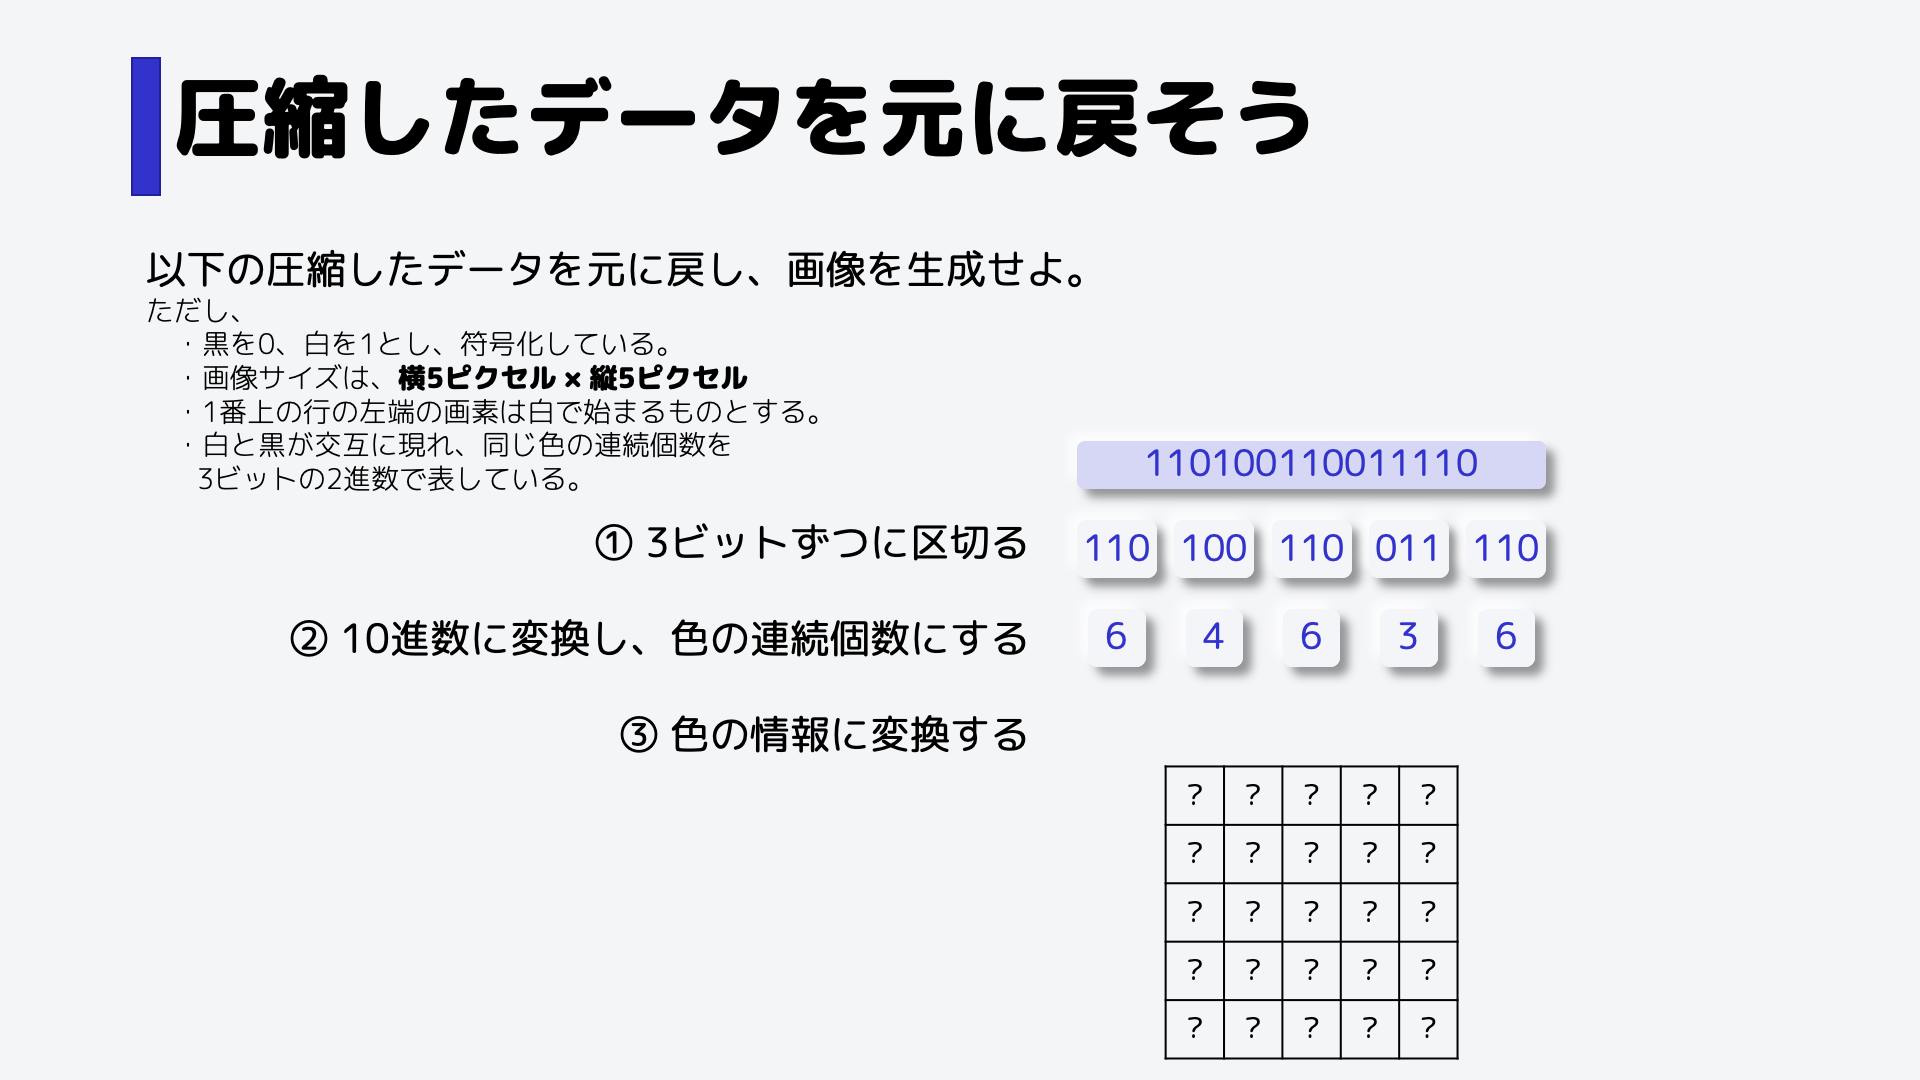 圧縮したデータを元に戻そう
以下の圧縮したデータを元に戻し、画像を生成せよ。
ただし、
・黒を0、白を1とし、符号化している。
・画像サイズは、横5ピクセル × 縦5ピクセル
・1番上の行の左端の画素は白で始まるものとする。
・白と黒が交互に現れ、同じ色の連続個数を
3ビットの2進数で表している。
110100110011110
① 3ビットずつに区切る
110 100 110 011 110
② 10進数に変換し、色の連続個数にする
6 4 6 3 6
③ 色の情報に変換する
? ? ? ? ?
? ? ? ? ?
? ? ? ? ?
? ? ? ? ?
? ? ? ? ?